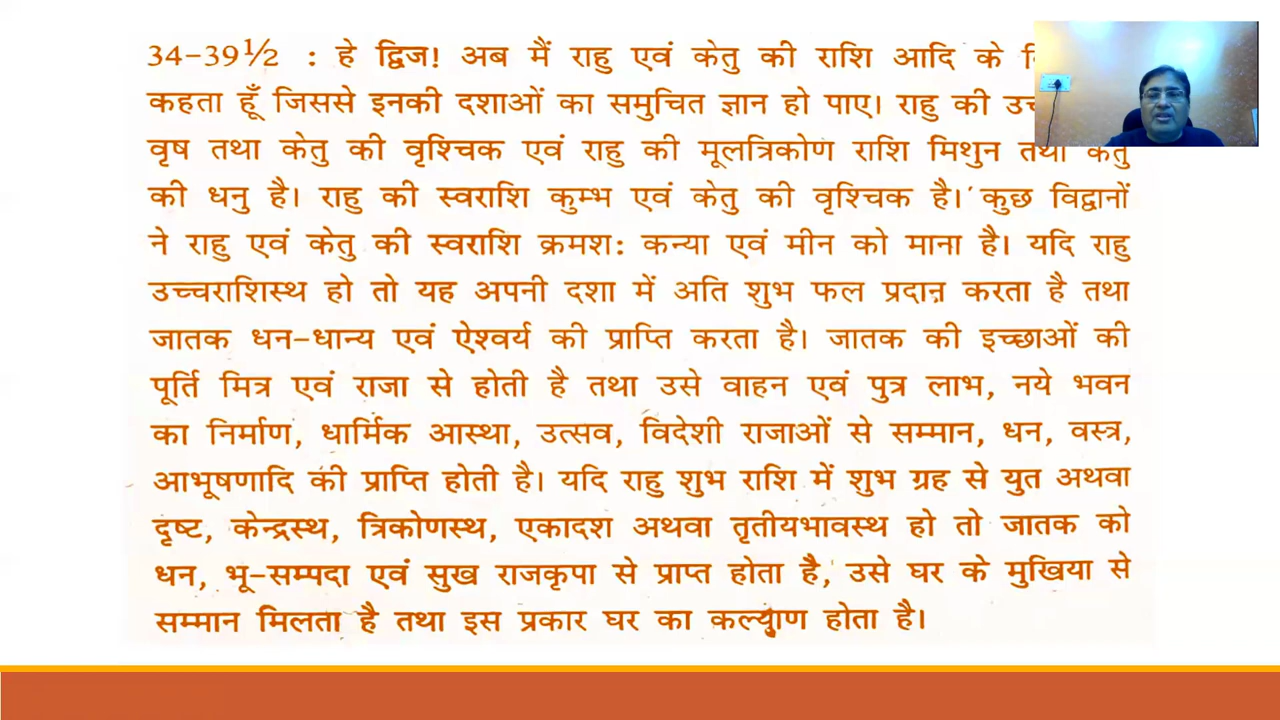 34-39½ : हे द्विज! अब मैं राहु एवं केतु की राशि आदि के
कहता हूँ जिससे इनकी दशाओं का समुचित ज्ञान हो पाए। राहु की
वृष तथा केतु की वृश्चिक एवं राहु की मूलत्रिकोण राशि मिथुन तथा केतु
की धनु है। राहु की स्वराशि कुम्भ एवं केतु की वृश्चिक है। कुछ विद्वानों
ने राहु एवं केतु की स्वराशि क्रमश: कन्या एवं मीन को माना है। यदि राहु
उच्चराशिस्थ हो तो यह अपनी दशा में अति शुभ फल प्रदान करता है तथा
जातक धन-धान्य एवं ऐश्वर्य की प्राप्ति करता है। जातक की इच्छाओं की
पूर्ति मित्र एवं राजा से होती है तथा उसे वाहन एवं पुत्र लाभ, नये भवन
का निर्माण, धार्मिक आस्था, उत्सव, विदेशी राजाओं से सम्मान, धन, वस्त्र,
आभूषणादि की प्राप्ति होती है। यदि राहु शुभ राशि में शुभ ग्रह से युत अथवा
दृष्ट, केन्द्रस्थ, त्रिकोणस्थ, एकादश अथवा तृतीयभावस्थ हो तो जातक को
धन, भू-सम्पदा एवं सुख राजकृपा से प्राप्त होता है, उसे घर के मुखिया से
सम्मान मिलता है तथा इस प्रकार घर का कल्याण होता है।